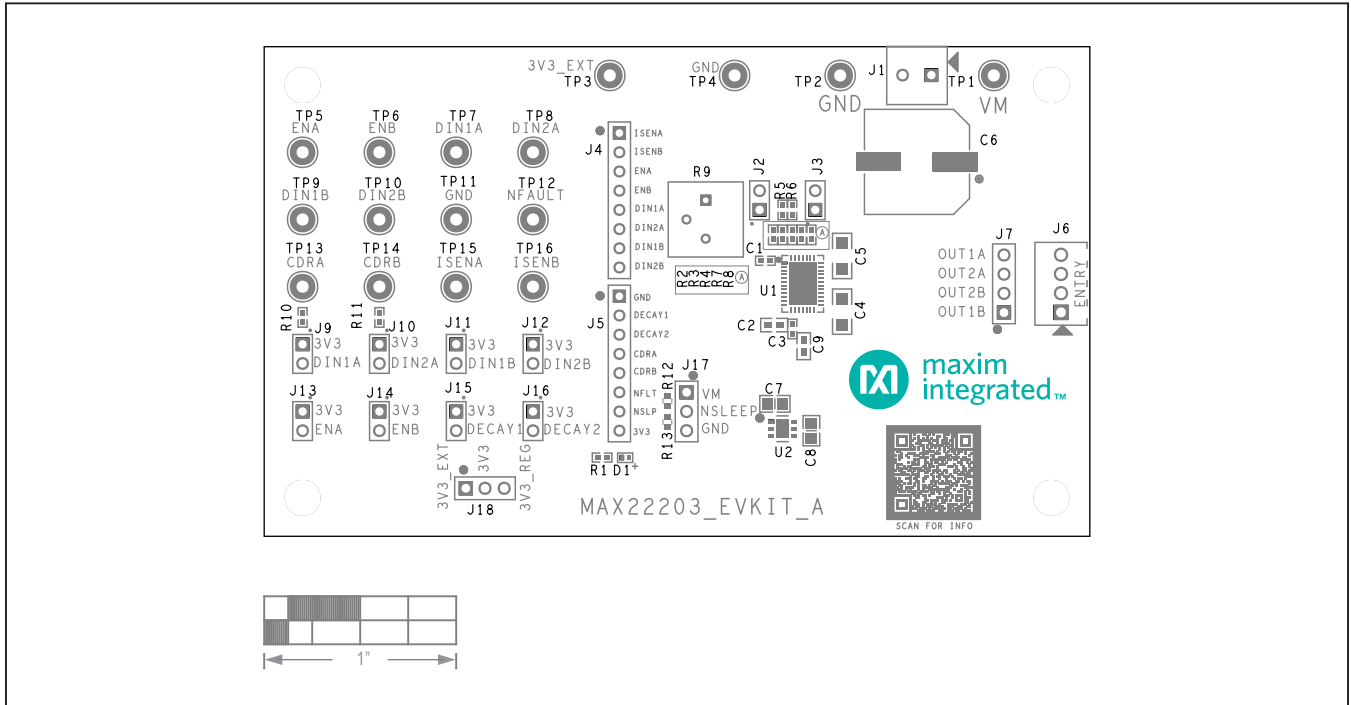 3V3_EXT
TP3
GND
TP4
TP2
GND
J1
TP1
VM
TP5
ENA
TP6
ENB
TP7
DIN1A
TP8
DIN2A
TP9
DIN1B
TP10
DIN2B
TP11
GND
TP12
NFAULT
TP13
CDRA
TP14
CDRB
TP15
ISENA
TP16
ISENB
J4
ISENA
ISENB
ENA
ENB
DIN1A
DIN2A
DIN1B
DIN2B
R9
J2
R5
R6
J3
C6
A
C1
U1
C5
C4
R2
R3
R4
R7
R8
A
C2
C3
C9
J7
OUT1A
OUT2A
OUT2B
OUT1B
J6
ENTRY
R10
J9
3V3
DIN1A
R11
J10
3V3
DIN2A
J11
3V3
DIN1B
J12
3V3
DIN2B
J13
3V3
ENA
J14
3V3
ENB
J15
3V3
DECAY1
J16
3V3
DECAY2
J5
GND
DECAY1
DECAY2
CDRA
CDRB
NFLT
NSLP
3V3
R12
R13
J17
VM
NSLEEP
GND
C7
U2
C8
maxim
integrated™
3V3_EXT
3V3
3V3_REG
J18
R1
D1
+
MAX22203_EVKIT_A
SCAN FOR INFO
1"